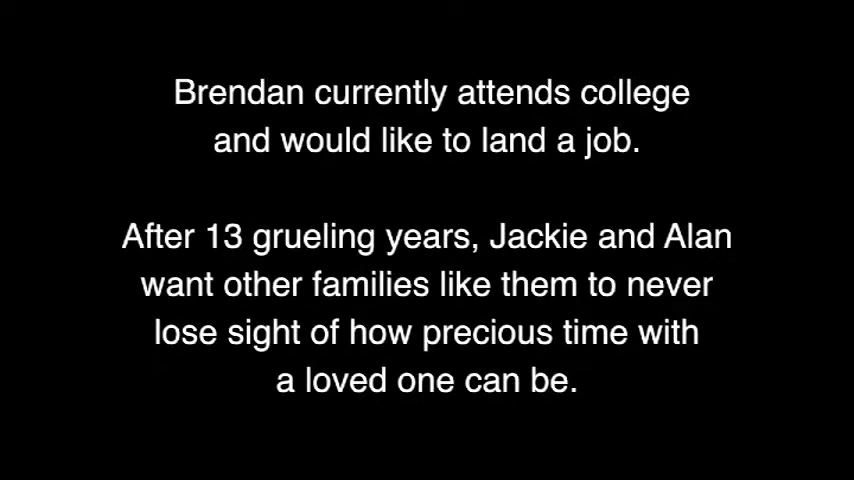 Brendan currently attends college
and would like to land a job.
After 13 grueling years, Jackie and Alan
want other families like them to never
lose sight of how precious time with
a loved one can be.